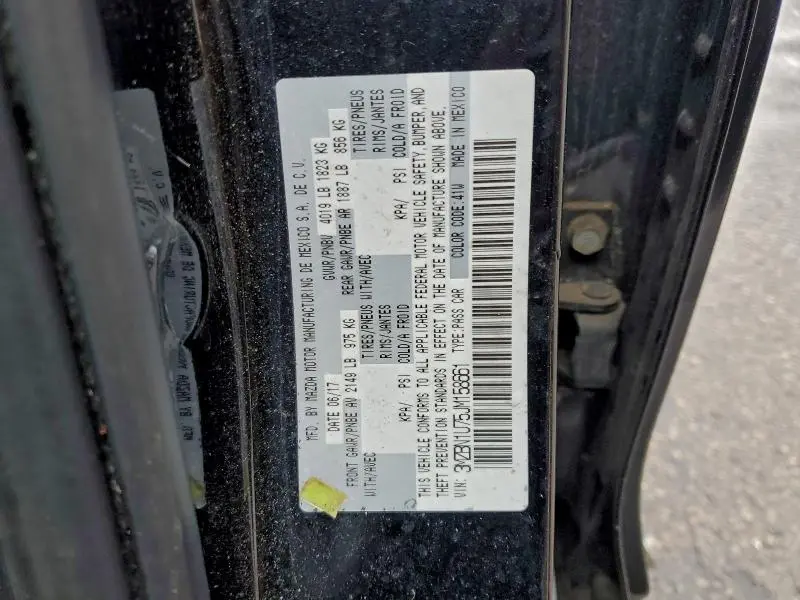 MFD. BY MAZDA MOTOR MANUFACTURING DE MEXICO S.A. DE C.V.
DATE 06/17 GVWR/PNBV 4019 LB 1823 KG
FRONT GAWR/PNBE AV 2149 LB 975 KG REAR GAWR/PNBE AR 1887 LB 856 KG
WITH/AVEC TIRES/PNEUS WITH/AVEC TIRES/PNEUS
RIMS/JANTES RIMS/JANTES
KPA/ PSI COLD/A FROID KPA/ PSI COLD/A FROID
THIS VEHICLE CONFORMS TO ALL APPLICABLE FEDERAL MOTOR VEHICLE SAFETY, BUMPER, AND
THEFT PREVENTION STANDARDS IN EFFECT ON THE DATE OF MANUFACTURE SHOWN ABOVE.
VIN: 3MZBN1U75JM158661 TYPE:PASS CAR COLOR CODE:41W MADE IN MEXICO